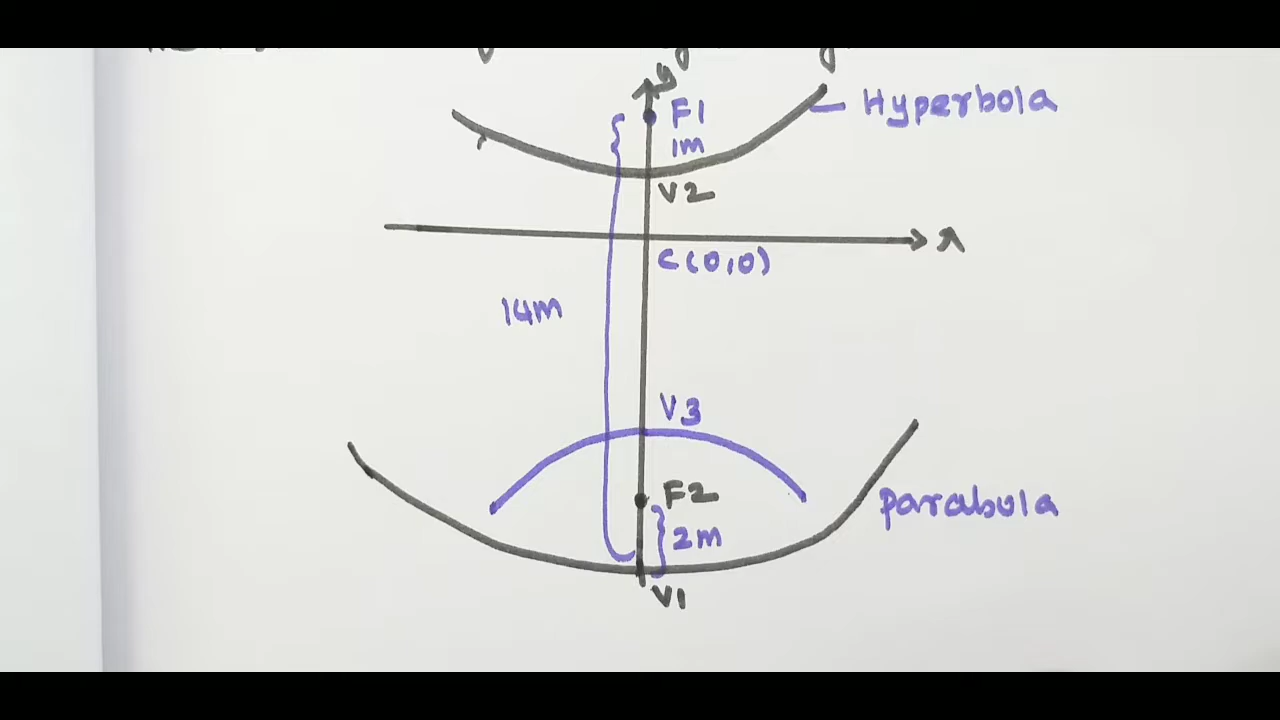 y
Hyperbola
F1
1m
V2
x
C(0,0)
14m
V3
F2
Parabola
2m
V1